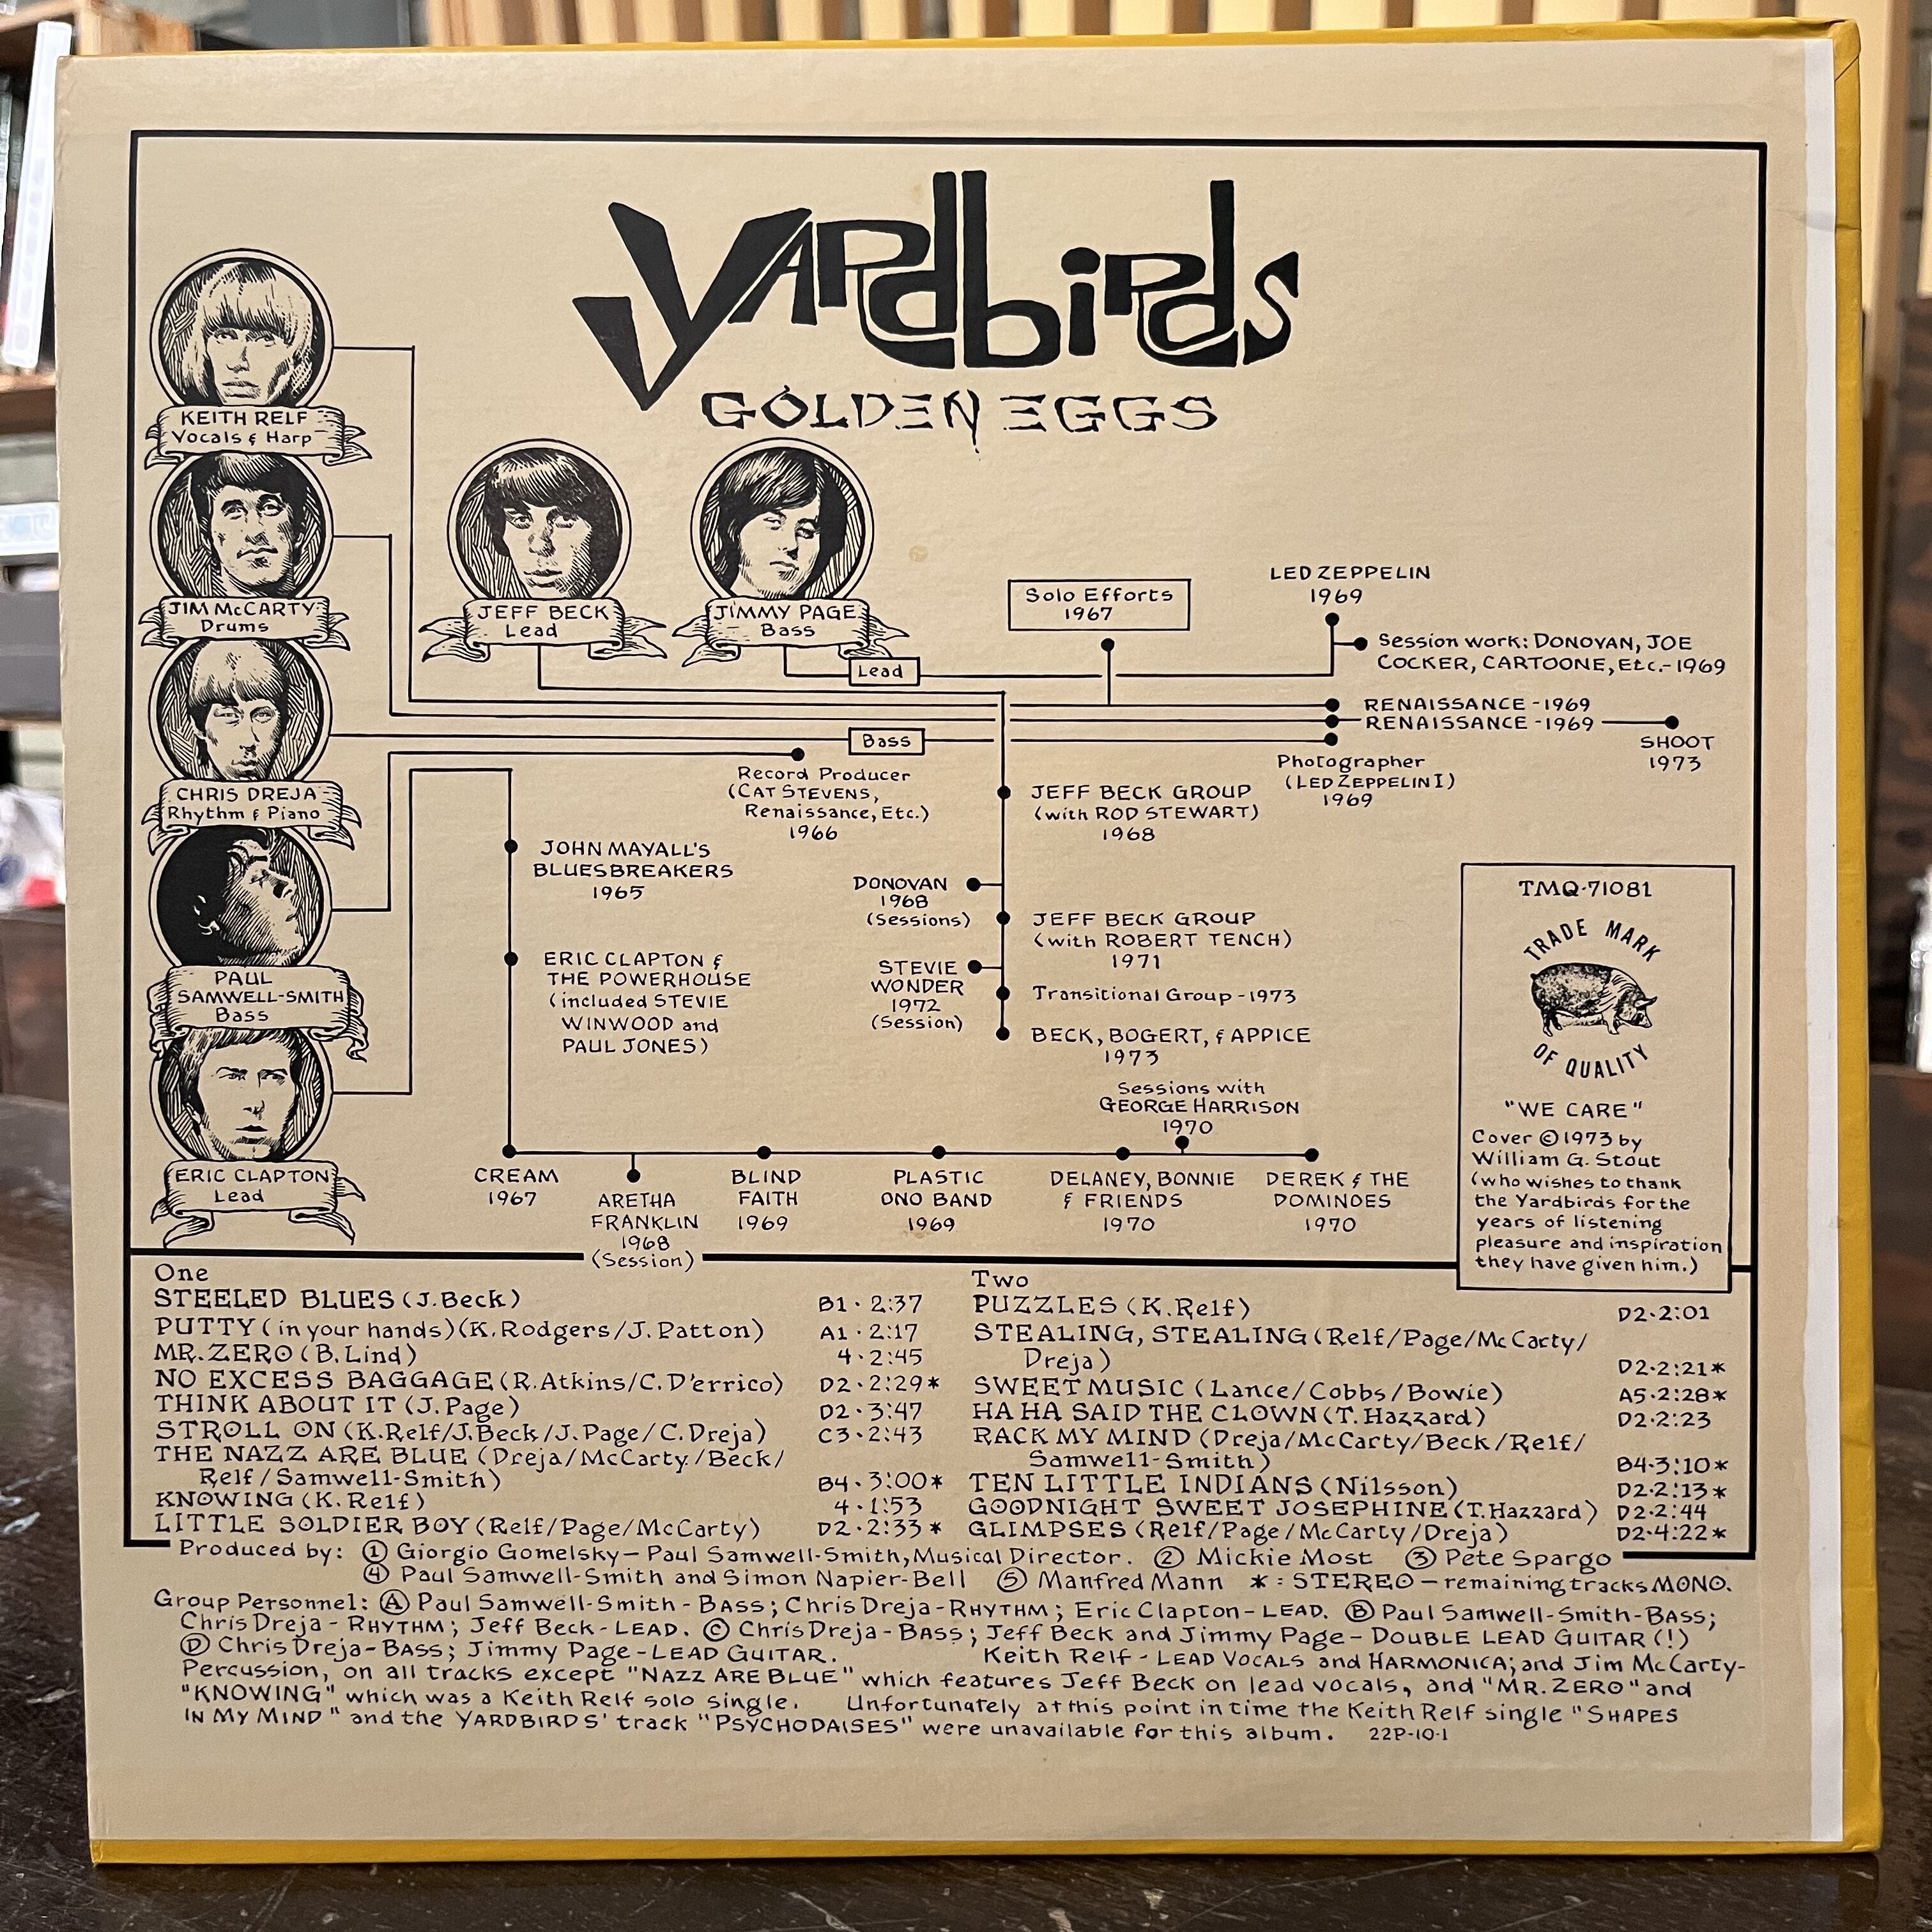 YARDBIRDS
GOLDEN EGGS
KEITH RELF
Vocals & Harp
JIM McCARTY
Drums
CHRIS DREJA
Rhythm & Piano
PAUL
SAMWELL-SMITH
Bass
ERIC CLAPTON
Lead
JEFF BECK
Lead
JIMMY PAGE
Bass
Lead
Bass
Solo Efforts
1967
LED ZEPPELIN
1969
Session work: DONOVAN, JOE
COCKER, CARTOONE, Etc.-1969
RENAISSANCE -1969
RENAISSANCE -1969
SHOOT
1973
Photographer
(LED ZEPPELIN I)
1969
Record Producer
(CAT STEVENS,
Renaissance, Etc.)
1966
JEFF BECK GROUP
(with ROD STEWART)
1968
JOHN MAYALL'S
BLUESBREAKERS
1965
DONOVAN
1968
(Sessions)
JEFF BECK GROUP
(with ROBERT TENCH)
1971
ERIC CLAPTON &
THE POWERHOUSE
(included STEVIE
WINWOOD and
PAUL JONES)
STEVIE
WONDER
1972
(Session)
Transitional Group -1973
BECK, BOGERT, & APPICE
1973
Sessions with
GEORGE HARRISON
1970
CREAM
1967
ARETHA
FRANKLIN
1968
(Session)
BLIND
FAITH
1969
PLASTIC
ONO BAND
1969
DELANEY, BONNIE
& FRIENDS
1970
DEREK & THE
DOMINOES
1970
TMQ-71081
TRADE MARK
OF QUALITY
"WE CARE"
Cover ©1973 by
William G. Stout
(who wishes to thank
the Yardbirds for the
years of listening
pleasure and inspiration
they have given him.)
One
STEELED BLUES (J.Beck) B1 · 2:37
PUTTY (in your hands) (K.Rodgers/J.Patton) A1 · 2:17
MR. ZERO (B. Lind) 4 · 2:45
NO EXCESS BAGGAGE (R.Atkins/C.D'errico) D2 · 2:29*
THINK ABOUT IT (J. Page) D2 · 3:47
STROLL ON (K.Relf/J.Beck/J.Page/C.Dreja) C3 · 2:43
THE NAZZ ARE BLUE (Dreja/McCarty/Beck/
Relf/Samwell-Smith) B4 · 3:00*
KNOWING (K. Relf) 4 · 1:53
LITTLE SOLDIER BOY (Relf/Page/McCarty) D2 · 2:33*
Two
PUZZLES (K.Relf) D2·2:01
STEALING, STEALING (Relf/Page/McCarty/
Dreja) D2·2:21*
SWEET MUSIC (Lance/Cobbs/Bowie) A5·2:28*
HA HA SAID THE CLOWN (T. Hazzard) D2·2:23
RACK MY MIND (Dreja/McCarty/Beck/Relf/
Samwell-Smith) B4·3:10*
TEN LITTLE INDIANS (Nilsson) D2·2:13*
GOODNIGHT SWEET JOSEPHINE (T.Hazzard) D2·2:44
GLIMPSES (Relf/Page/McCarty/Dreja) D2·4:22*
Produced by: ① Giorgio Gomelsky — Paul Samwell-Smith, Musical Director. ② Mickie Most ③ Pete Spargo
④ Paul Samwell-Smith and Simon Napier-Bell ⑤ Manfred Mann * : STEREO — remaining tracks MONO.
Group Personnel: Ⓐ Paul Samwell-Smith - BASS; Chris Dreja - RHYTHM; Eric Clapton - LEAD. Ⓑ Paul Samwell-Smith-BASS;
Chris Dreja - RHYTHM; Jeff Beck - LEAD. Ⓒ Chris Dreja - BASS; Jeff Beck and Jimmy Page - DOUBLE LEAD GUITAR (!)
Ⓓ Chris Dreja - BASS; Jimmy Page - LEAD GUITAR. Keith Relf - LEAD VOCALS and HARMONICA; and Jim McCarty-
Percussion, on all tracks except "NAZZ ARE BLUE" which features Jeff Beck on lead vocals, and "MR. ZERO" and
"KNOWING" which was a Keith Relf solo single. Unfortunately at this point in time the Keith Relf single "SHAPES
IN MY MIND" and the YARDBIRDS' track "PSYCHODAISES" were unavailable for this album. 22P-10-1